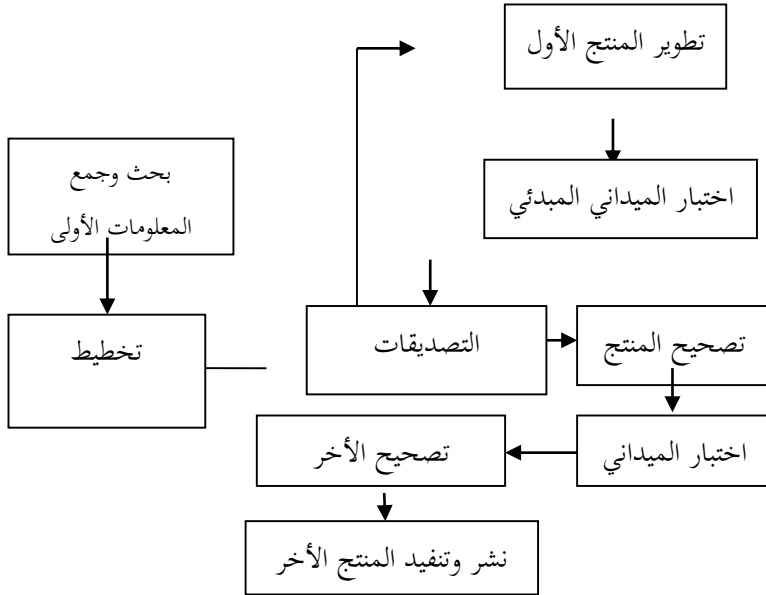 تطوير المنتج الأول
بحث وجمع
المعلومات الأولى
اختبار الميداني المبدئي
تخطيط
التصديقات
تصحيح المنتج
اختبار الميداني
تصحيح الأخر
نشر وتنفيد المنتج الأخر